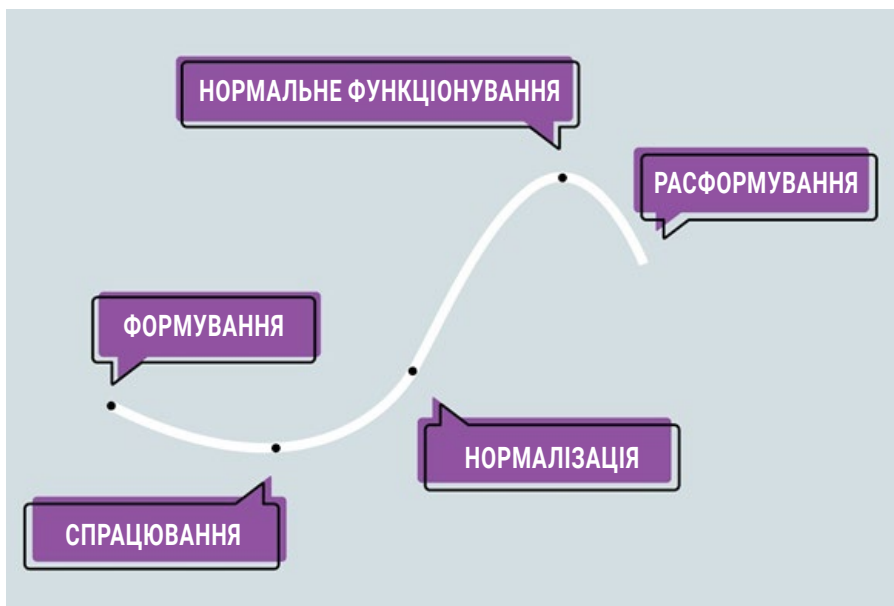 НОРМАЛЬНЕ ФУНКЦІОНУВАННЯ
РАСФОРМУВАННЯ
ФОРМУВАННЯ
НОРМАЛІЗАЦІЯ
СПРАЦЮВАННЯ